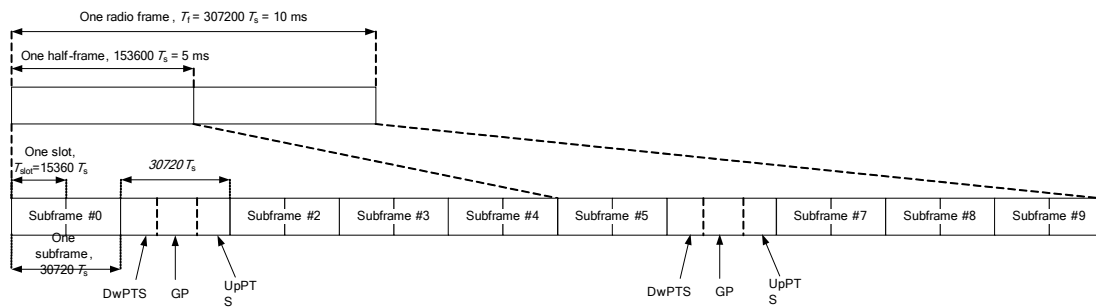 One radio frame, Tf = 307200 Ts = 10 ms
One half-frame, 153600 Ts = 5 ms
One slot,
Tslot=15360 Ts
30720 Ts
Subframe #0
Subframe #2
Subframe #3
Subframe #4
Subframe #5
Subframe #7
Subframe #8
Subframe #9
One
subframe,
30720 Ts
DwPTS
GP
UpPT
S
DwPTS
GP
UpPT
S